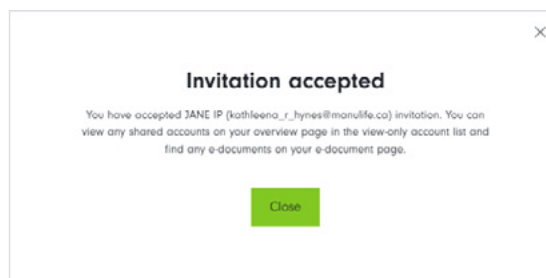 Invitation accepted
You have accepted JANE IP (kathleena_r_hynes@manulife.ca) invitation. You can
view any shared accounts on your overview page in the view-only account list and
find any e-documents on your e-document page.
Close